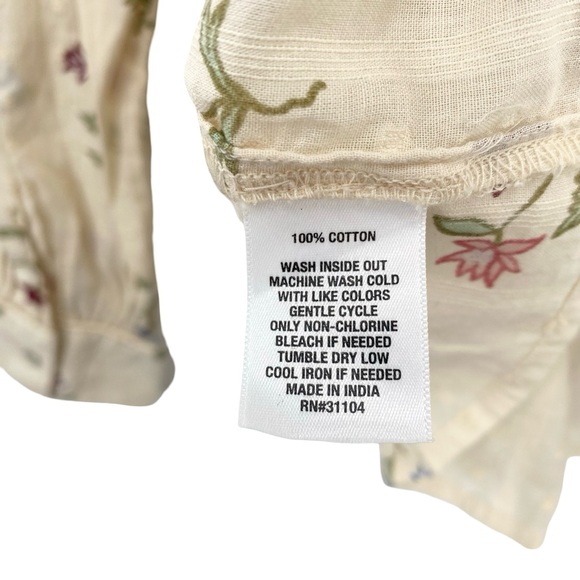 100% COTTON
WASH INSIDE OUT
MACHINE WASH COLD
WITH LIKE COLORS
GENTLE CYCLE
ONLY NON-CHLORINE
BLEACH IF NEEDED
TUMBLE DRY LOW
COOL IRON IF NEEDED
MADE IN INDIA
RN#31104